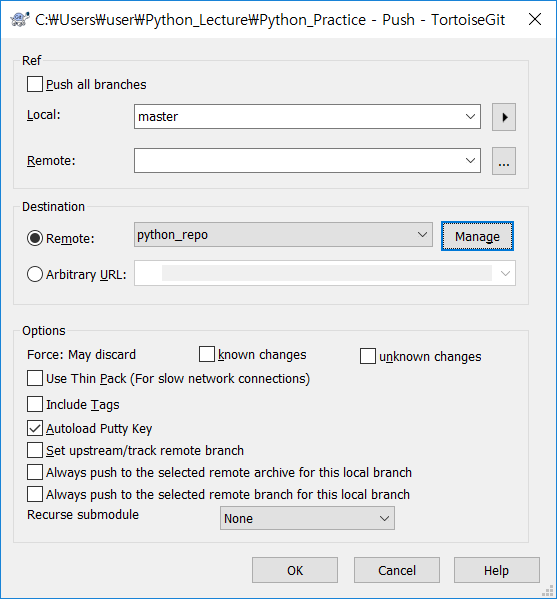 C:₩Users₩user₩Python_Lecture₩Python_Practice - Push - TortoiseGit
Ref
Push all branches
Local:
master
Remote:
...
Destination
Remote:
python_repo
Manage
Arbitrary URL:
Options
Force: May discard
known changes
unknown changes
Use Thin Pack (For slow network connections)
Include Tags
Autoload Putty Key
Set upstream/track remote branch
Always push to the selected remote archive for this local branch
Always push to the selected remote branch for this local branch
Recurse submodule
None
OK
Cancel
Help